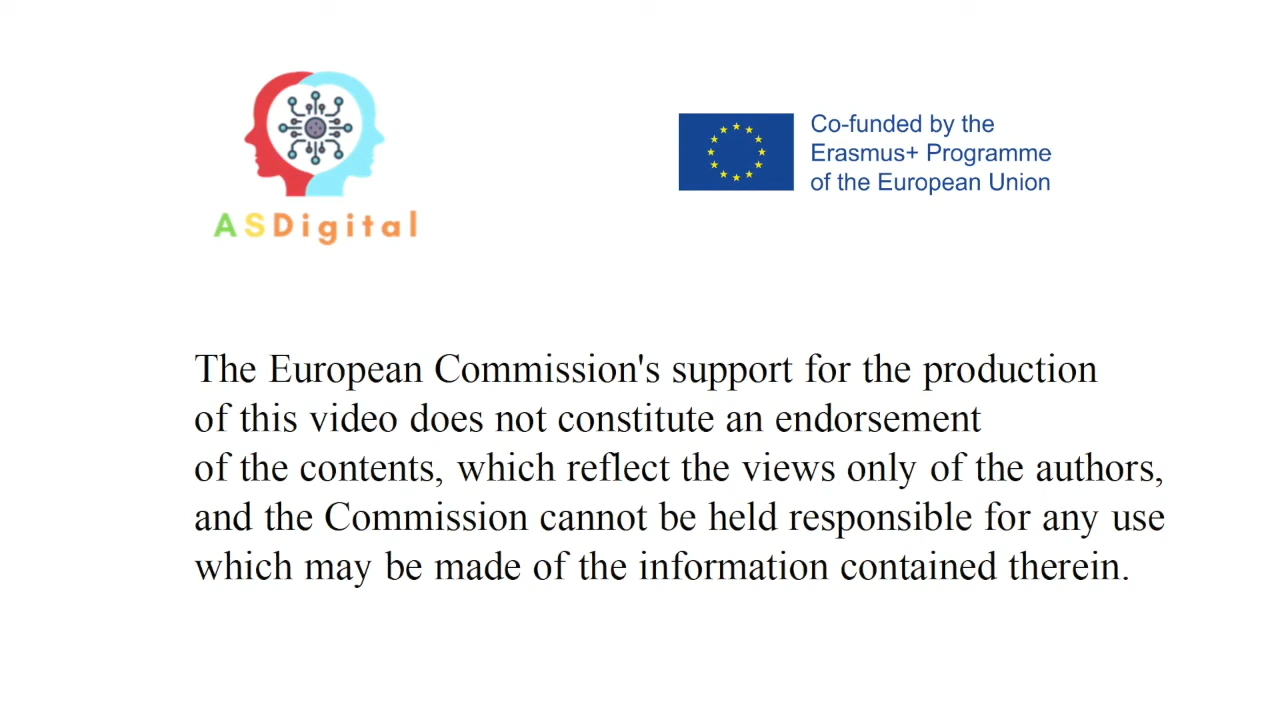 ASDigital
Co-funded by the
Erasmus+ Programme
of the European Union
The European Commission's support for the production
of this video does not constitute an endorsement
of the contents, which reflect the views only of the authors,
and the Commission cannot be held responsible for any use
which may be made of the information contained therein.